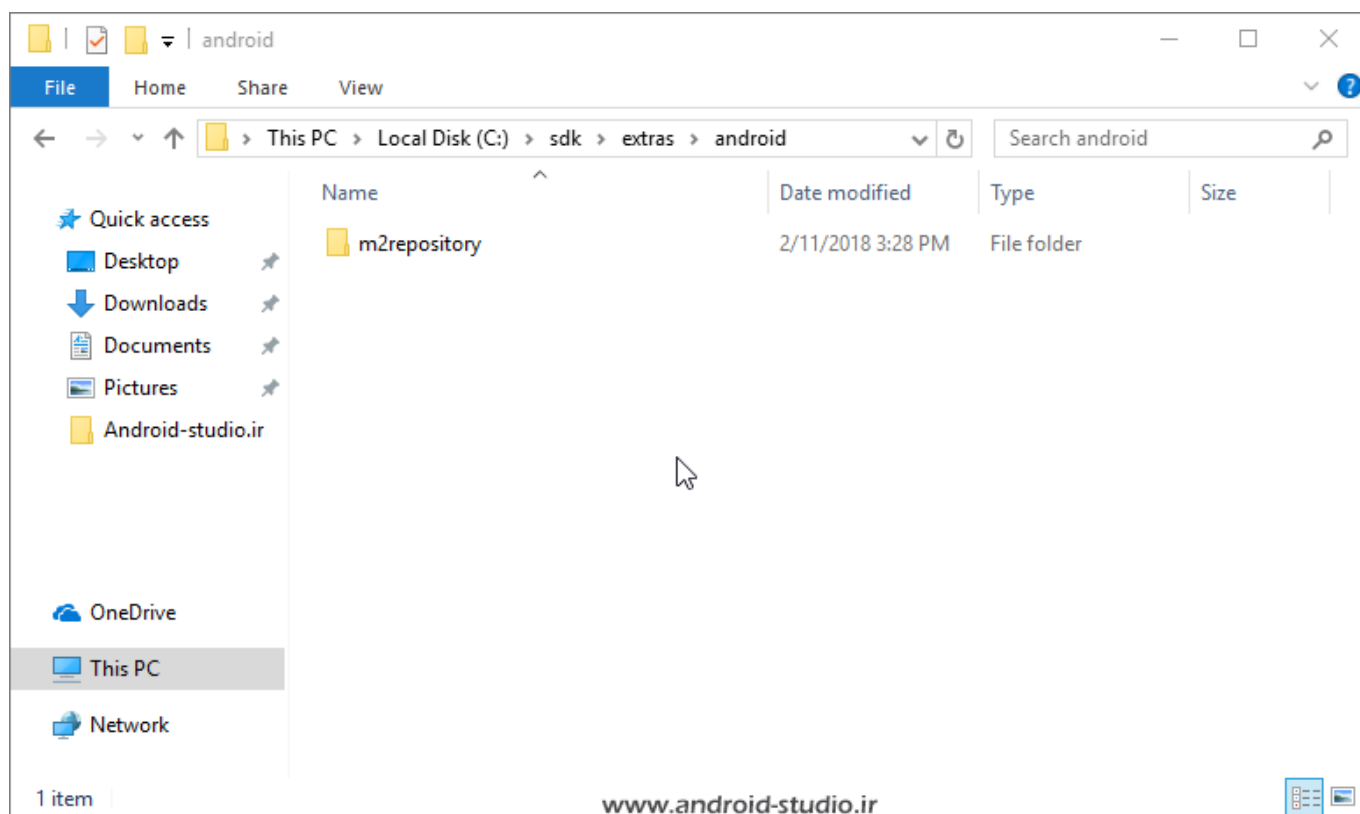 android
File Home Share View
This PC > Local Disk (C:) > sdk > extras > android
Search android
Name Date modified Type Size
m2repository 2/11/2018 3:28 PM File folder
Quick access
Desktop
Downloads
Documents
Pictures
Android-studio.ir
OneDrive
This PC
Network
1 item
www.android-studio.ir